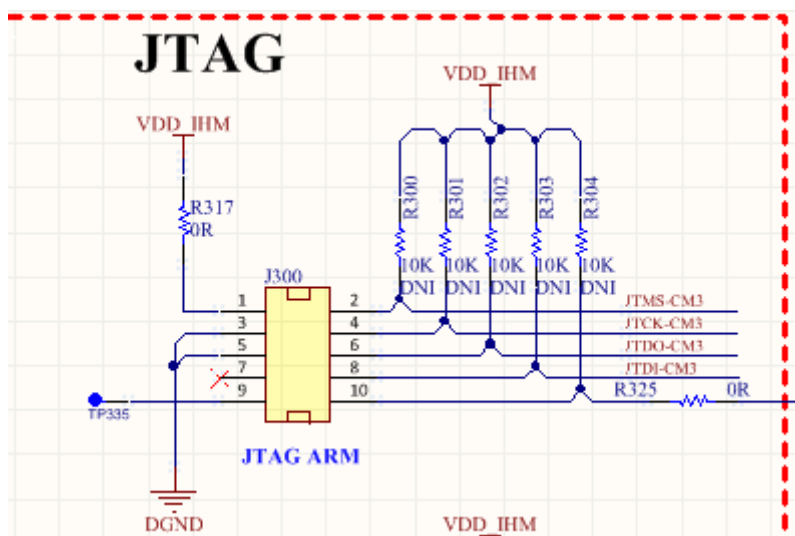 JTAG
VDD_IHM
VDD_IHM
R300
R301
R302
R303
R304
R317
0R
10K
10K
10K
10K
10K
DNI
DNI
DNI
DNI
DNI
J300
1
2
JTMS-CM3
3
4
JTCK-CM3
5
6
JTDO-CM3
7
8
JTDI-CM3
9
10
R325
0R
TP335
JTAG ARM
DGND
VDD_IHM